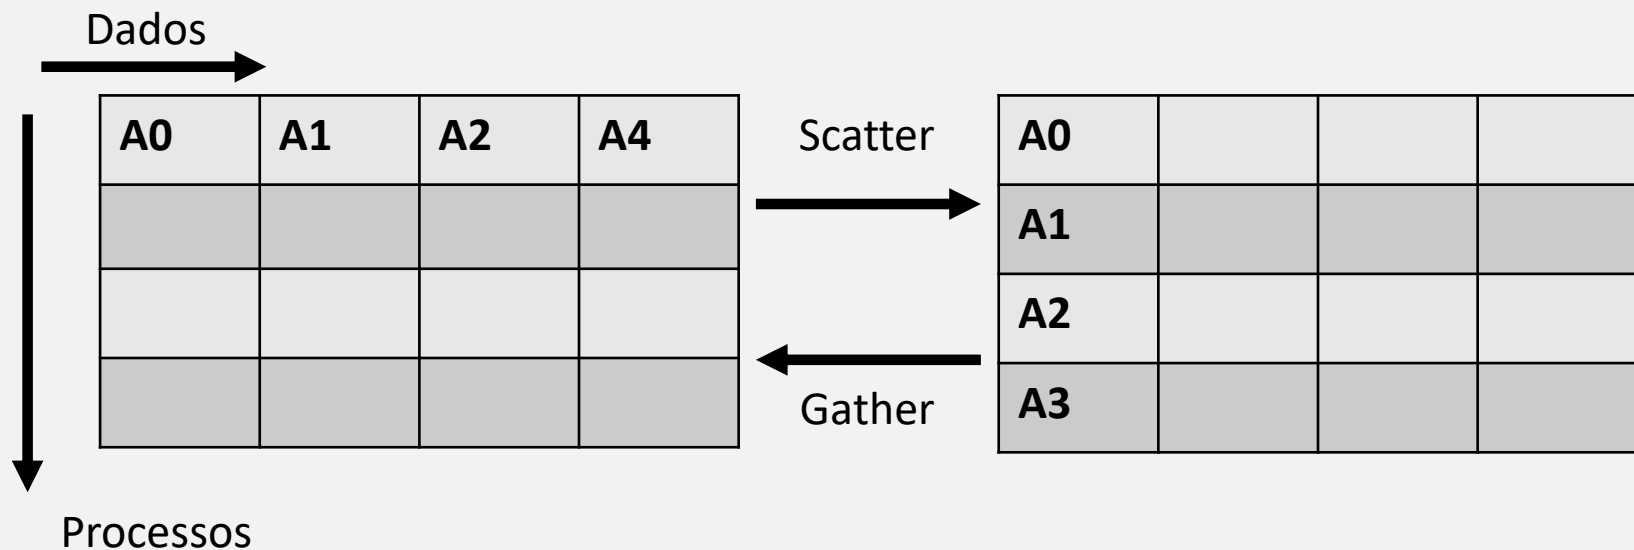 Dados
A0 A1 A2 A4
Scatter
Gather
A0
A1
A2
A3
Processos